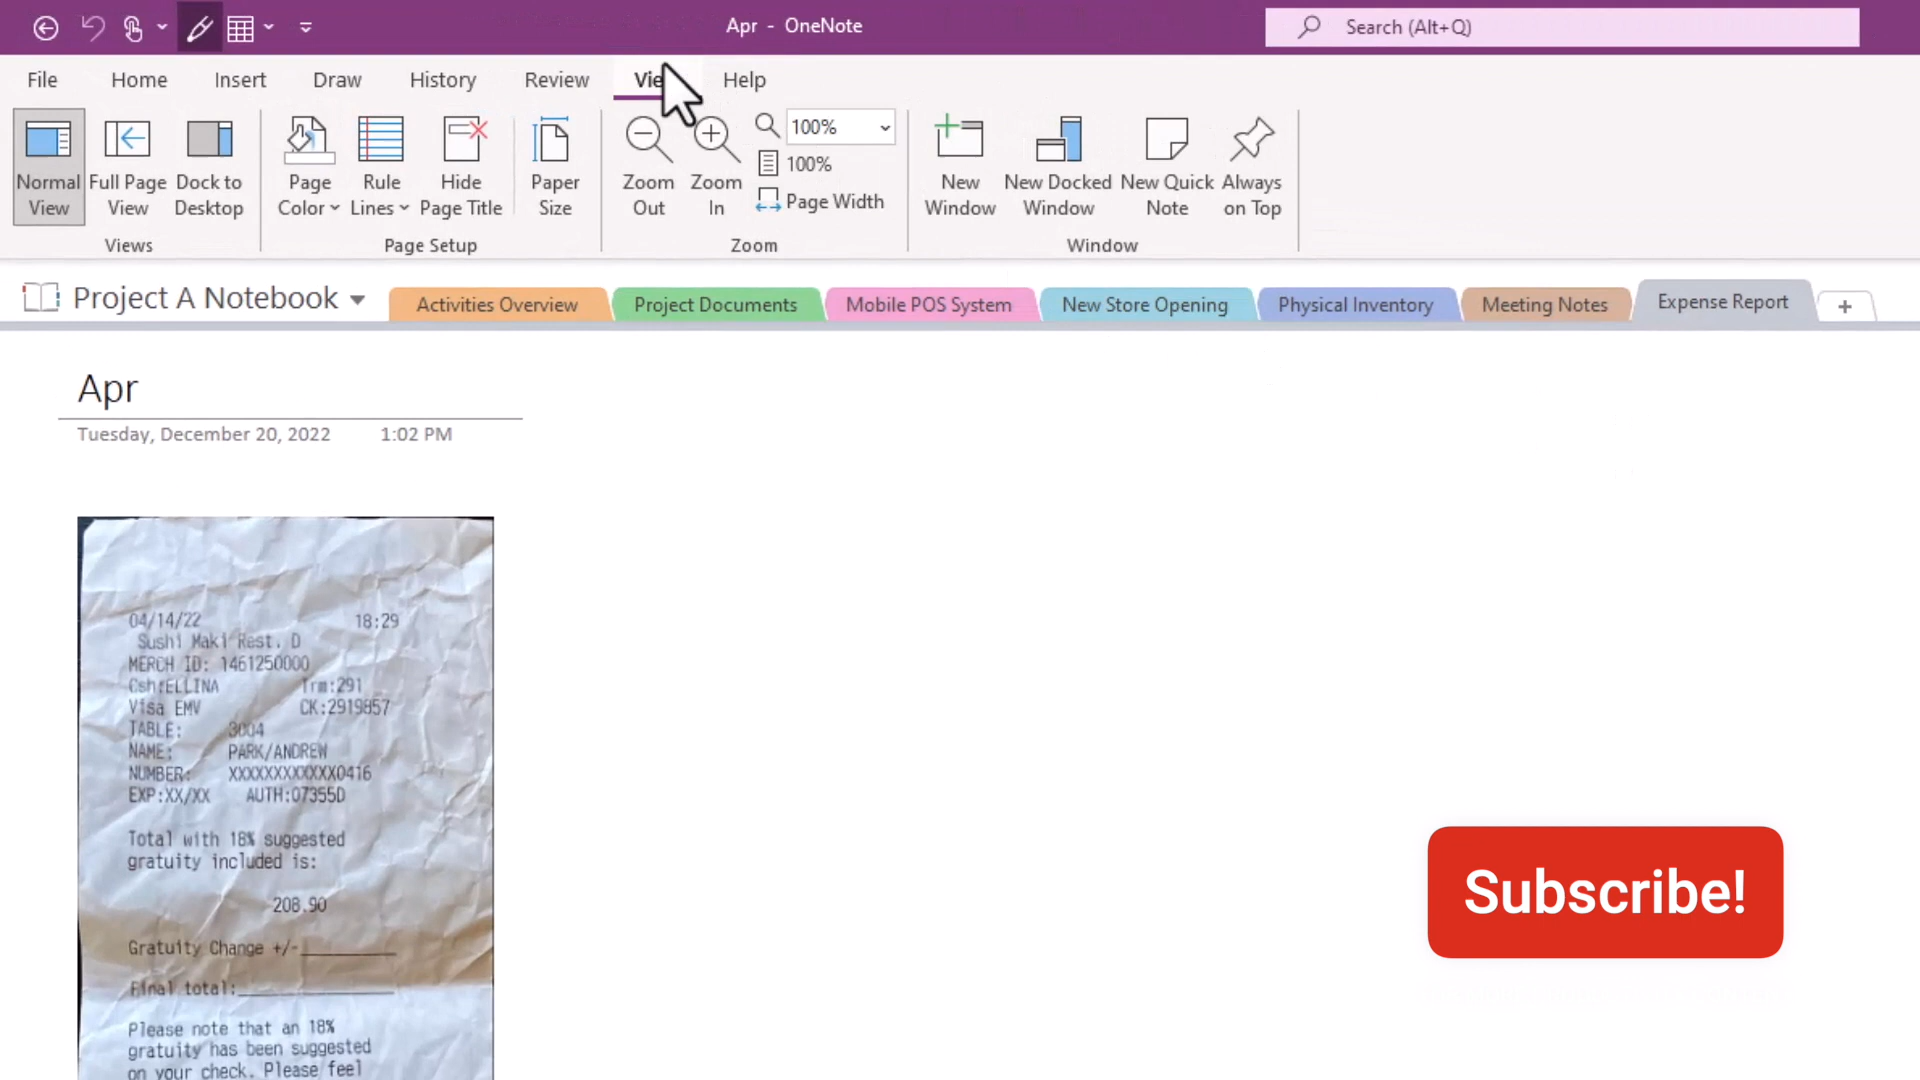 Apr - OneNote
Search (Alt+Q)
File Home Insert Draw History Review Vie Help
Normal View
Full Page View
Dock to Desktop
Views
Page Color
Rule Lines
Hide Page Title
Paper Size
Page Setup
Zoom Out
Zoom In
100%
100%
Page Width
Zoom
New Window
New Docked Window
New Quick Note
Always on Top
Window
Project A Notebook
Activities Overview
Project Documents
Mobile POS System
New Store Opening
Physical Inventory
Meeting Notes
Expense Report
+
Apr
Tuesday, December 20, 2022 1:02 PM
04/14/22 18:29
Sushi Maki Rest. D
MERCH ID: 1461250000
Csh:ELLINA Trm:291
Visa EMV CK:2919857
TABLE: 3004
NAME: PARK/ANDREW
NUMBER: XXXXXXXXXXXX0416
EXP:XX/XX AUTH:07355D
Total with 18% suggested
gratuity included is:
208.90
Gratuity Change +/-
Final total:
Please note that an 18%
gratuity has been suggested
on your check. Please feel
Subscribe!